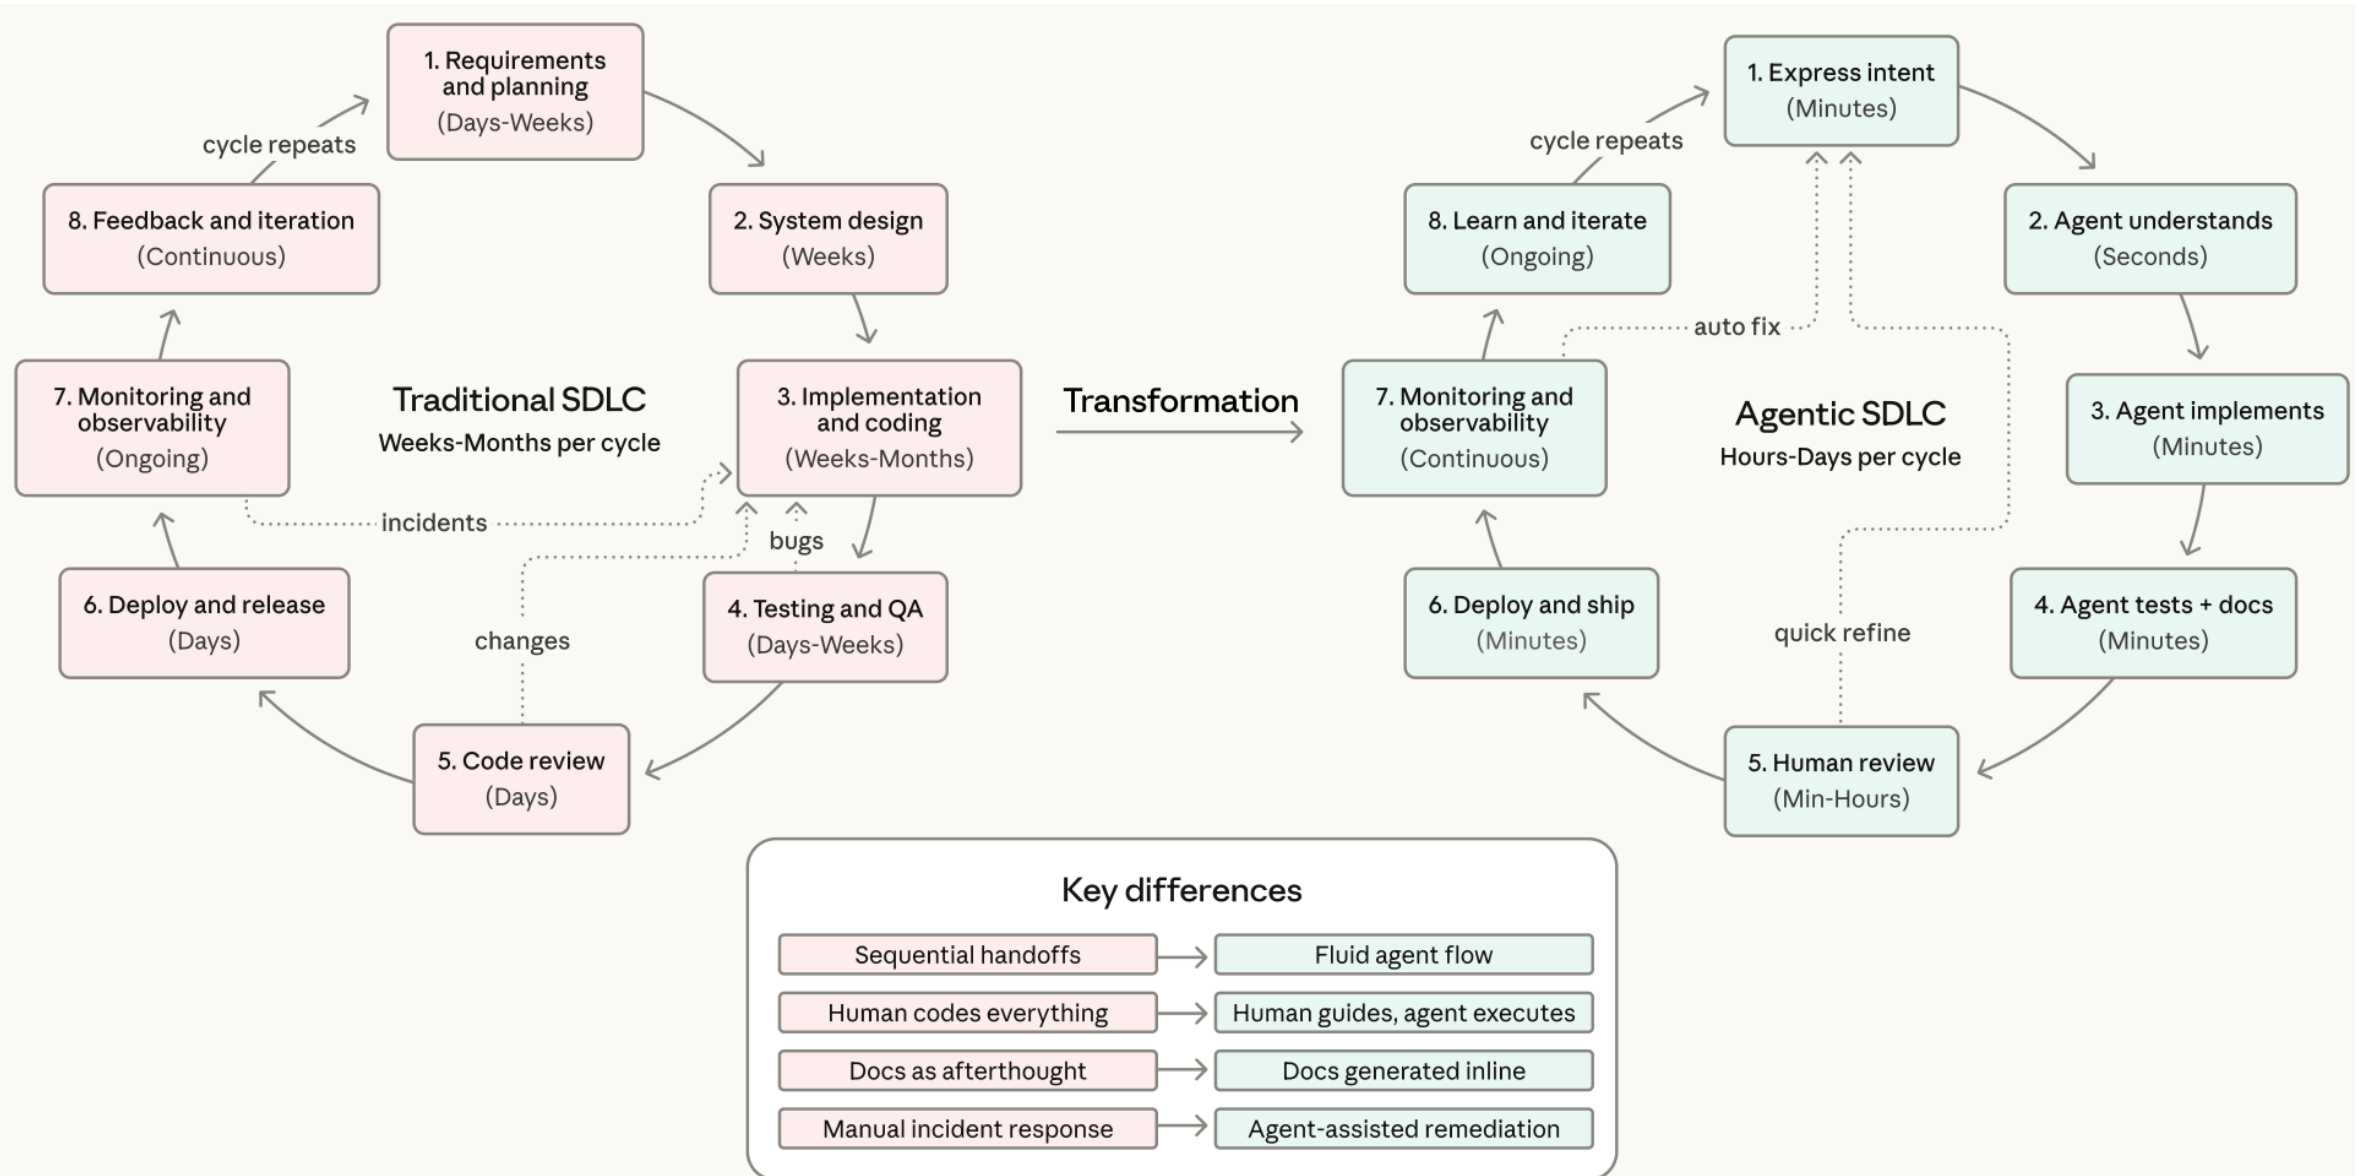 1. Requirements
and planning
(Days-Weeks)
cycle repeats
8. Feedback and iteration
(Continuous)
2. System design
(Weeks)
7. Monitoring and
observability
(Ongoing)
Traditional SDLC
Weeks-Months per cycle
3. Implementation
and coding
(Weeks-Months)
incidents
bugs
changes
6. Deploy and release
(Days)
4. Testing and QA
(Days-Weeks)
5. Code review
(Days)
Transformation
1. Express intent
(Minutes)
cycle repeats
8. Learn and iterate
(Ongoing)
2. Agent understands
(Seconds)
auto fix
7. Monitoring and
observability
(Continuous)
Agentic SDLC
Hours-Days per cycle
3. Agent implements
(Minutes)
6. Deploy and ship
(Minutes)
quick refine
4. Agent tests + docs
(Minutes)
5. Human review
(Min-Hours)
Key differences
Sequential handoffs
Fluid agent flow
Human codes everything
Human guides, agent executes
Docs as afterthought
Docs generated inline
Manual incident response
Agent-assisted remediation